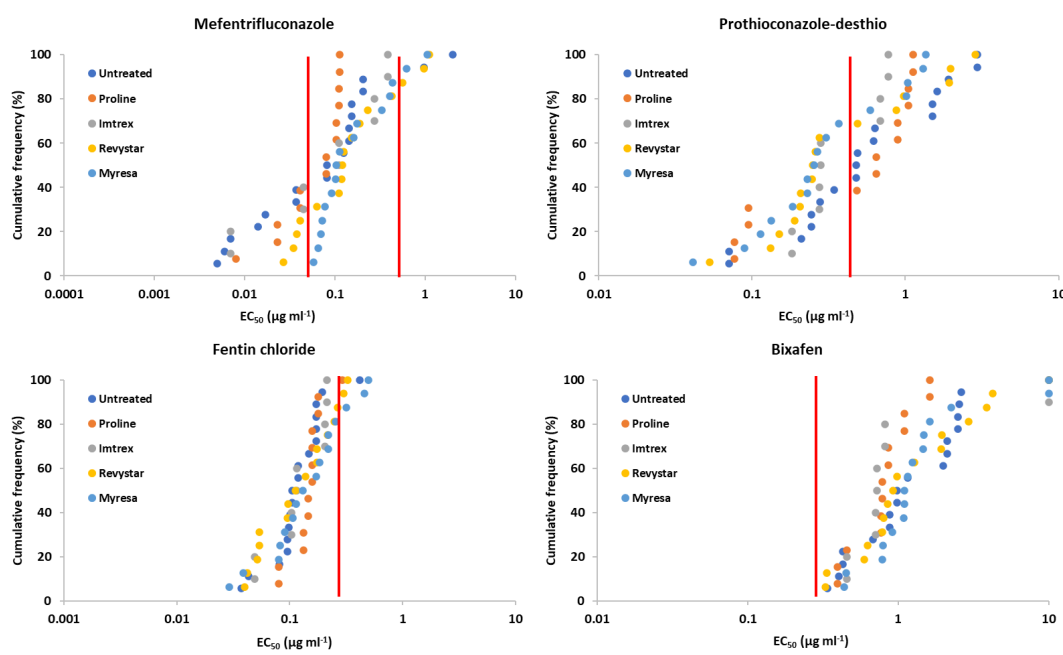 Mefentrifluconazole
Cumulative frequency (%)
100
80
60
40
20
0
Untreated
Proline
Imtrex
Revystar
Myresa
0.0001
0.001
0.01
0.1
1
10
EC50 (µg ml-1)
Prothioconazole-desthio
Cumulative frequency (%)
100
80
60
40
20
0
Untreated
Proline
Imtrex
Revystar
Myresa
0.01
0.1
1
10
EC50 (µg ml-1)
Fentin chloride
Cumulative frequency (%)
100
80
60
40
20
0
Untreated
Proline
Imtrex
Revystar
Myresa
0.001
0.01
0.1
1
10
EC50 (µg ml-1)
Bixafen
Cumulative frequency (%)
100
80
60
40
20
0
Untreated
Proline
Imtrex
Revystar
Myresa
0.01
0.1
1
10
EC50 (µg ml-1)